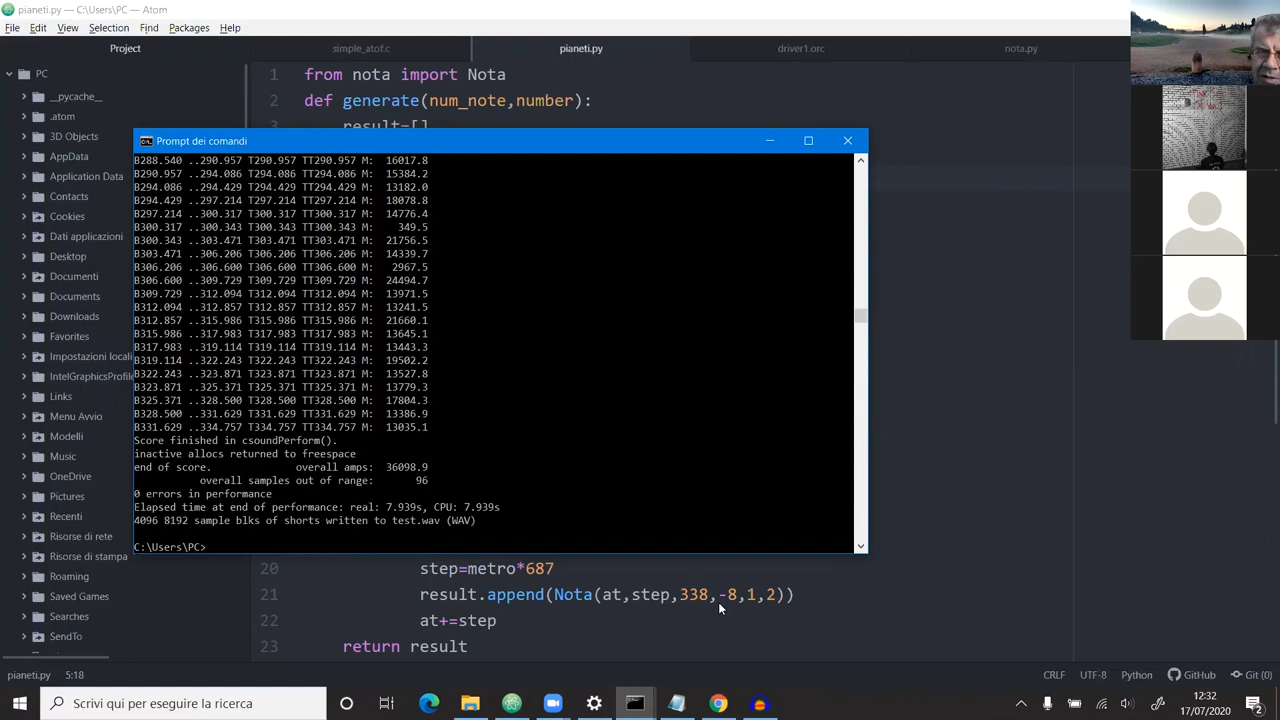 pianeti.py — C:\Users\PC — Atom
File Edit View Selection Find Packages Help
Project
simple_atof.c
pianeti.py
driver1.orc
nota.py
PC
__pycache__
.atom
3D Objects
AppData
Application Data
Contacts
Cookies
Dati applicazioni
Desktop
Documenti
Documents
Downloads
Favorites
Impostazioni locali
IntelGraphicsProfile
Links
Menu Avvio
Modelli
Music
OneDrive
Pictures
Recenti
Risorse di rete
Risorse di stampa
Roaming
Saved Games
Searches
SendTo
1 from nota import Nota
2 def generate(num_note,number):
result=[]
Prompt dei comandi
B288.540 ..290.957 T290.957 TT290.957 M: 16017.8
B290.957 ..294.086 T294.086 TT294.086 M: 15384.2
B294.086 ..294.429 T294.429 TT294.429 M: 13182.0
B294.429 ..297.214 T297.214 TT297.214 M: 18078.8
B297.214 ..300.317 T300.317 TT300.317 M: 14776.4
B300.317 ..300.343 T300.343 TT300.343 M: 349.5
B300.343 ..303.471 T303.471 TT303.471 M: 21756.5
B303.471 ..306.206 T306.206 TT306.206 M: 14339.7
B306.206 ..306.600 T306.600 TT306.600 M: 2967.5
B306.600 ..309.729 T309.729 TT309.729 M: 24494.7
B309.729 ..312.094 T312.094 TT312.094 M: 13971.5
B312.094 ..312.857 T312.857 TT312.857 M: 13241.5
B312.857 ..315.986 T315.986 TT315.986 M: 21660.1
B315.986 ..317.983 T317.983 TT317.983 M: 13645.1
B317.983 ..319.114 T319.114 TT319.114 M: 13443.3
B319.114 ..322.243 T322.243 TT322.243 M: 19502.2
B322.243 ..323.871 T323.871 TT323.871 M: 13527.8
B323.871 ..325.371 T325.371 TT325.371 M: 13779.3
B325.371 ..328.500 T328.500 TT328.500 M: 17804.3
B328.500 ..331.629 T331.629 TT331.629 M: 13386.9
B331.629 ..334.757 T334.757 TT334.757 M: 13035.1
Score finished in csoundPerform().
inactive allocs returned to freespace
end of score. overall amps: 36098.9
overall samples out of range: 96
0 errors in performance
Elapsed time at end of performance: real: 7.939s, CPU: 7.939s
4096 8192 sample blks of shorts written to test.wav (WAV)
C:\Users\PC>
20 step=metro*687
21 result.append(Nota(at,step,338,-8,1,2))
22 at+=step
23 return result
pianeti.py 5:18
CRLF UTF-8 Python GitHub Git (0)
Scrivi qui per eseguire la ricerca
12:32
17/07/2020
2